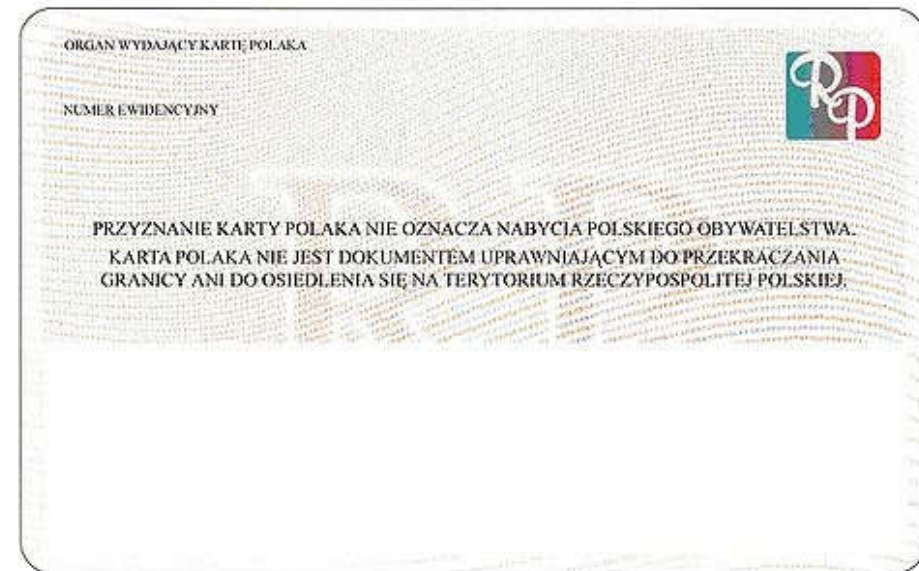 ORGAN WYDAJĄCY KARTĘ POLAKA
RP
NUMER EWIDENCYJNY
PRZYZNANIE KARTY POLAKA NIE OZNACZA NABYCIA POLSKIEGO OBYWATELSTWA.
KARTA POLAKA NIE JEST DOKUMENTEM UPRAWNIAJĄCYM DO PRZEKRACZANIA
GRANICY ANI DO OSIEDLENIA SIĘ NA TERYTORIUM RZECZYPOSPOLITEJ POLSKIEJ.
RP